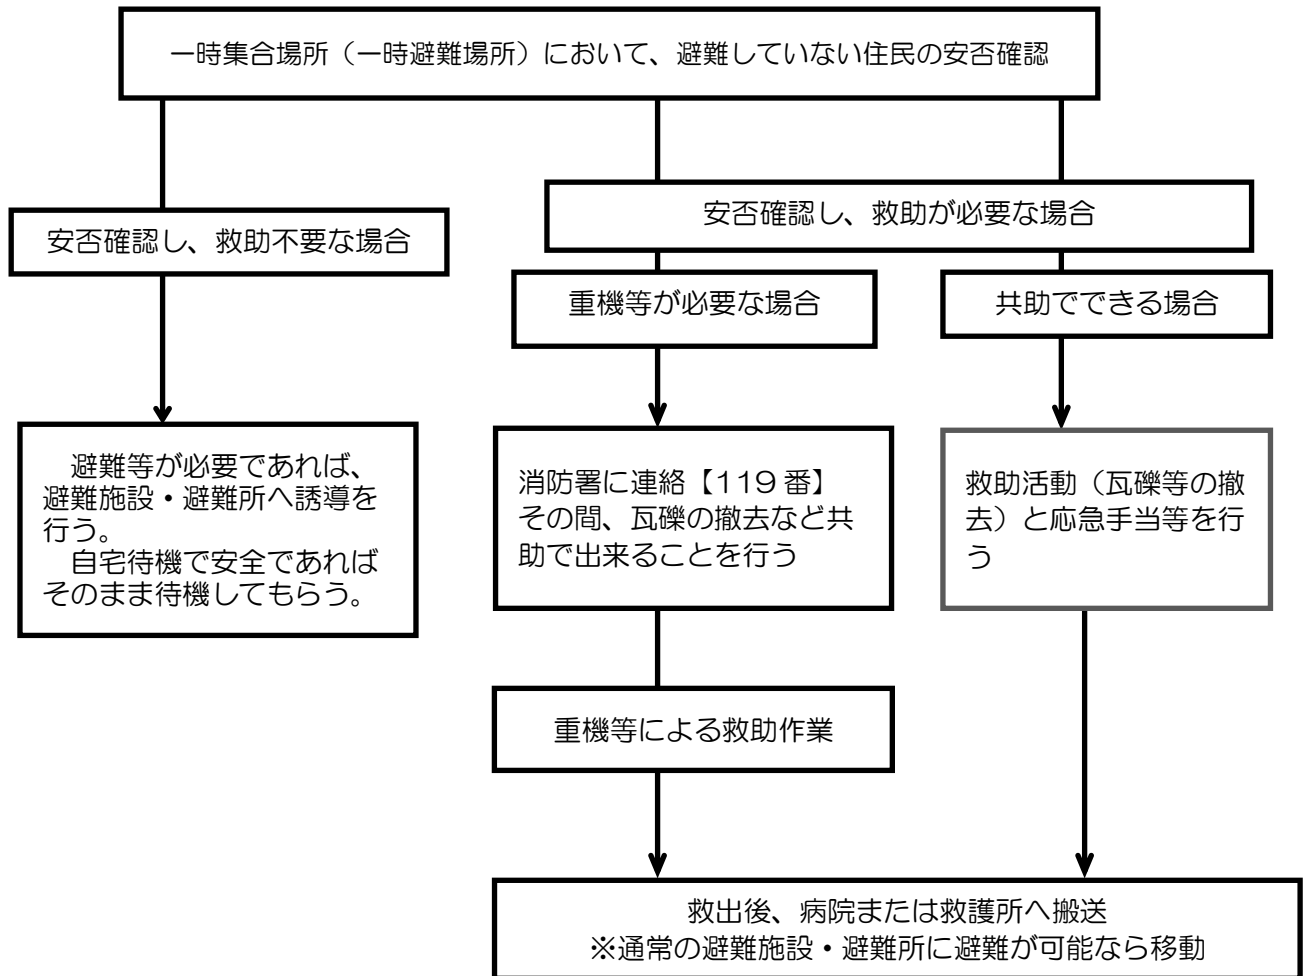 一時集合場所（一時避難場所）において、避難していない住民の安否確認
安否確認し、救助不要な場合
安否確認し、救助が必要な場合
重機等が必要な場合
共助でできる場合
避難等が必要であれば、
避難施設・避難所へ誘導を
行う。
自宅待機で安全であれば
そのまま待機してもらう。
消防署に連絡【119番】
その間、瓦礫の撤去など共
助で出来ることを行う
救助活動（瓦礫等の撤
去）と応急手当等を行
う
重機等による救助作業
救出後、病院または救護所へ搬送
※通常の避難施設・避難所に避難が可能なら移動